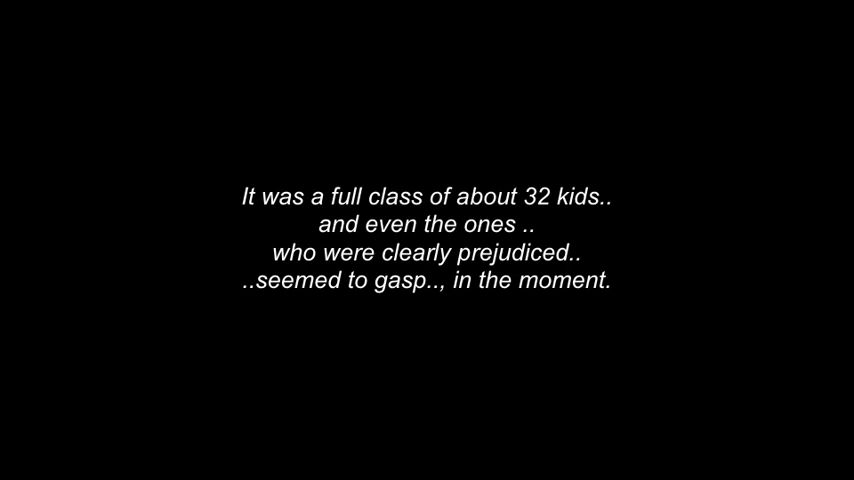 It was a full class of about 32 kids..
and even the ones ..
who were clearly prejudiced..
..seemed to gasp.., in the moment.